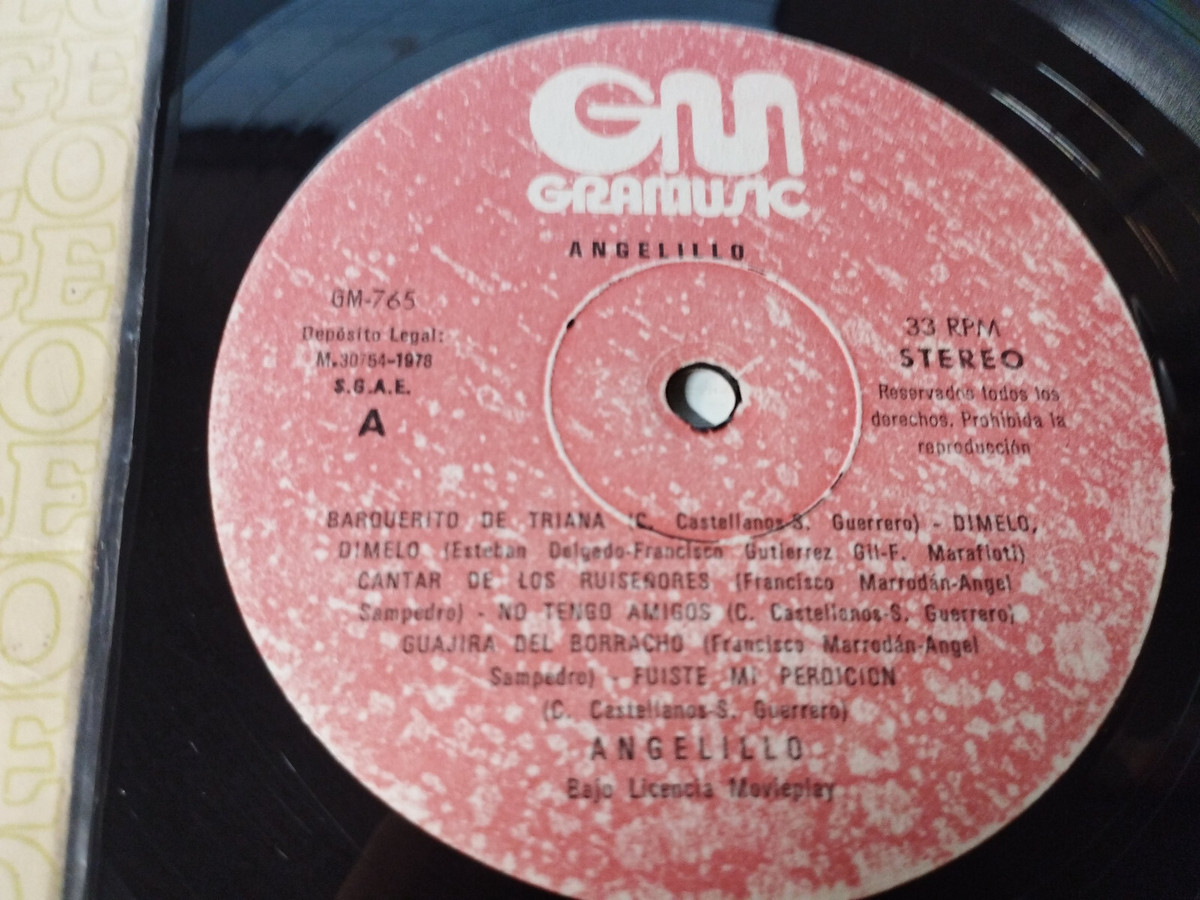 GM
GRAMUSIC
ANGELILLO
GM-765
Depósito Legal:
S.G.A.E.
A
33 RPM
STEREO
Reservados todos los
derechos. Prohibida la
reproducción
BARQUERITO DE TRIANA (C. Castellanos-S. Guerrero) - DIMELO,
DIMELO (Esteban Delgado-Francisco Gutierrez Gil-F. Marafioti)
CANTAR DE LOS RUISEÑORES (Francisco Marrodán-Angel
Sampedro) - NO TENGO AMIGOS (C. Castellanos-S. Guerrero)
GUAJIRA DEL BORRACHO (Francisco Marrodán-Angel
Sampedro) - FUISTE MI PERDICION
(C. Castellanos-S. Guerrero)
ANGELILLO
Bajo Licencia Movieplay